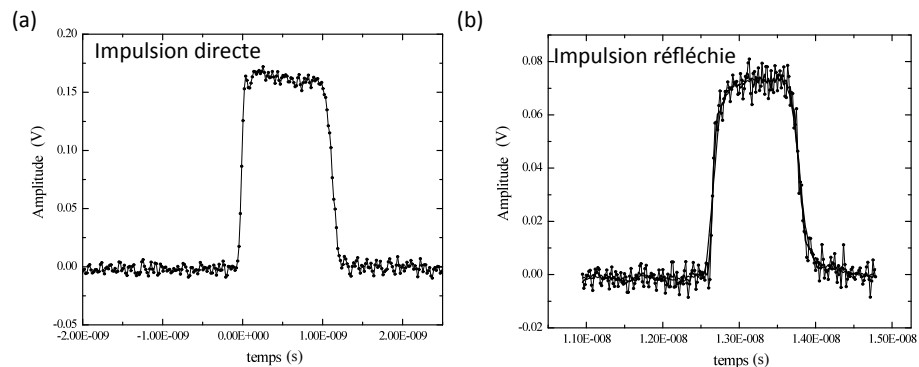 (a)
Impulsion directe
0.20
0.15
0.10
0.05
0.00
-0.05
Amplitude (V)
-2.00E-009 -1.00E-009 0.00E+000 1.00E-009 2.00E-009
temps (s)
(b)
Impulsion réfléchie
0.08
0.06
0.04
0.02
0.00
-0.02
Amplitude (V)
1.10E-008 1.20E-008 1.30E-008 1.40E-008 1.50E-008
temps (s)